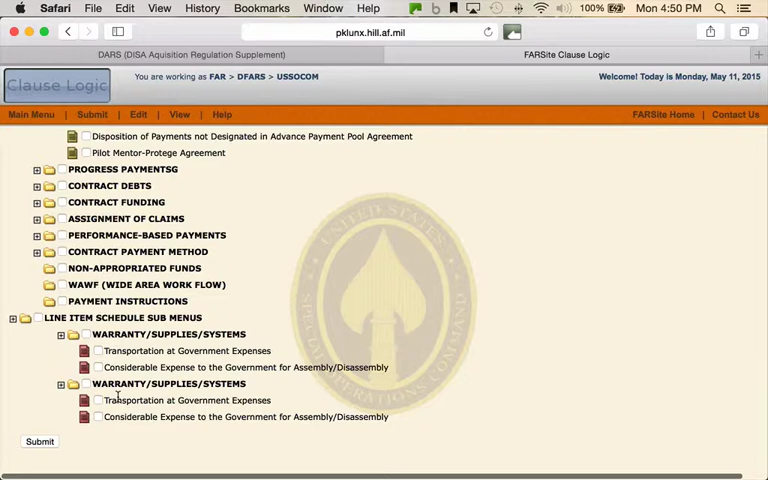 Safari File Edit View History Bookmarks Window Help 100% Mon 4:50 PM
pklunx.hill.af.mil
DARS (DISA Aquisition Regulation Supplement) FARSite Clause Logic
Clause Logic You are working as FAR > DFARS > USSOCOM Welcome! Today is Monday, May 11, 2015
Main Menu | Submit | Edit | View | Help FARSite Home | Contact Us
Disposition of Payments not Designated in Advance Payment Pool Agreement
Pilot Mentor-Protege Agreement
PROGRESS PAYMENTSG
CONTRACT DEBTS
CONTRACT FUNDING
ASSIGNMENT OF CLAIMS
PERFORMANCE-BASED PAYMENTS
CONTRACT PAYMENT METHOD
NON-APPROPRIATED FUNDS
WAWF (WIDE AREA WORK FLOW)
PAYMENT INSTRUCTIONS
LINE ITEM SCHEDULE SUB MENUS
WARRANTY/SUPPLIES/SYSTEMS
Transportation at Government Expenses
Considerable Expense to the Government for Assembly/Disassembly
WARRANTY/SUPPLIES/SYSTEMS
Transportation at Government Expenses
Considerable Expense to the Government for Assembly/Disassembly
Submit
UNITED STATES
SPECIAL OPERATIONS COMMAND